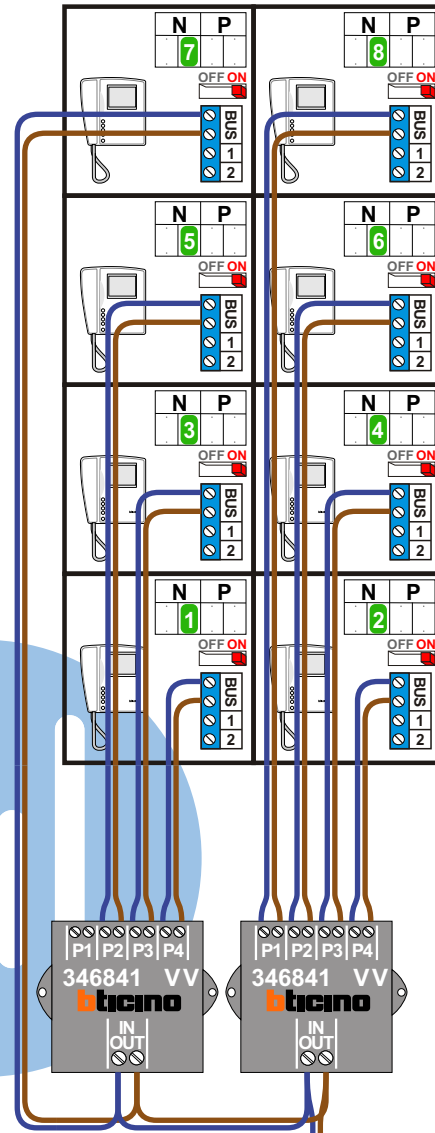 N P N P
7 8
OFF ON OFF ON
BUS BUS
1 1
2 2
N P N P
5 6
OFF ON OFF ON
BUS BUS
1 1
2 2
N P N P
3 4
OFF ON OFF ON
BUS BUS
1 1
2 2
N P N P
1 2
OFF ON OFF ON
BUS BUS
1 1
2 2
P1 P2 P3 P4 P1 P2 P3 P4
346841 VV 346841 VV
bticino bticino
IN IN
OUT OUT